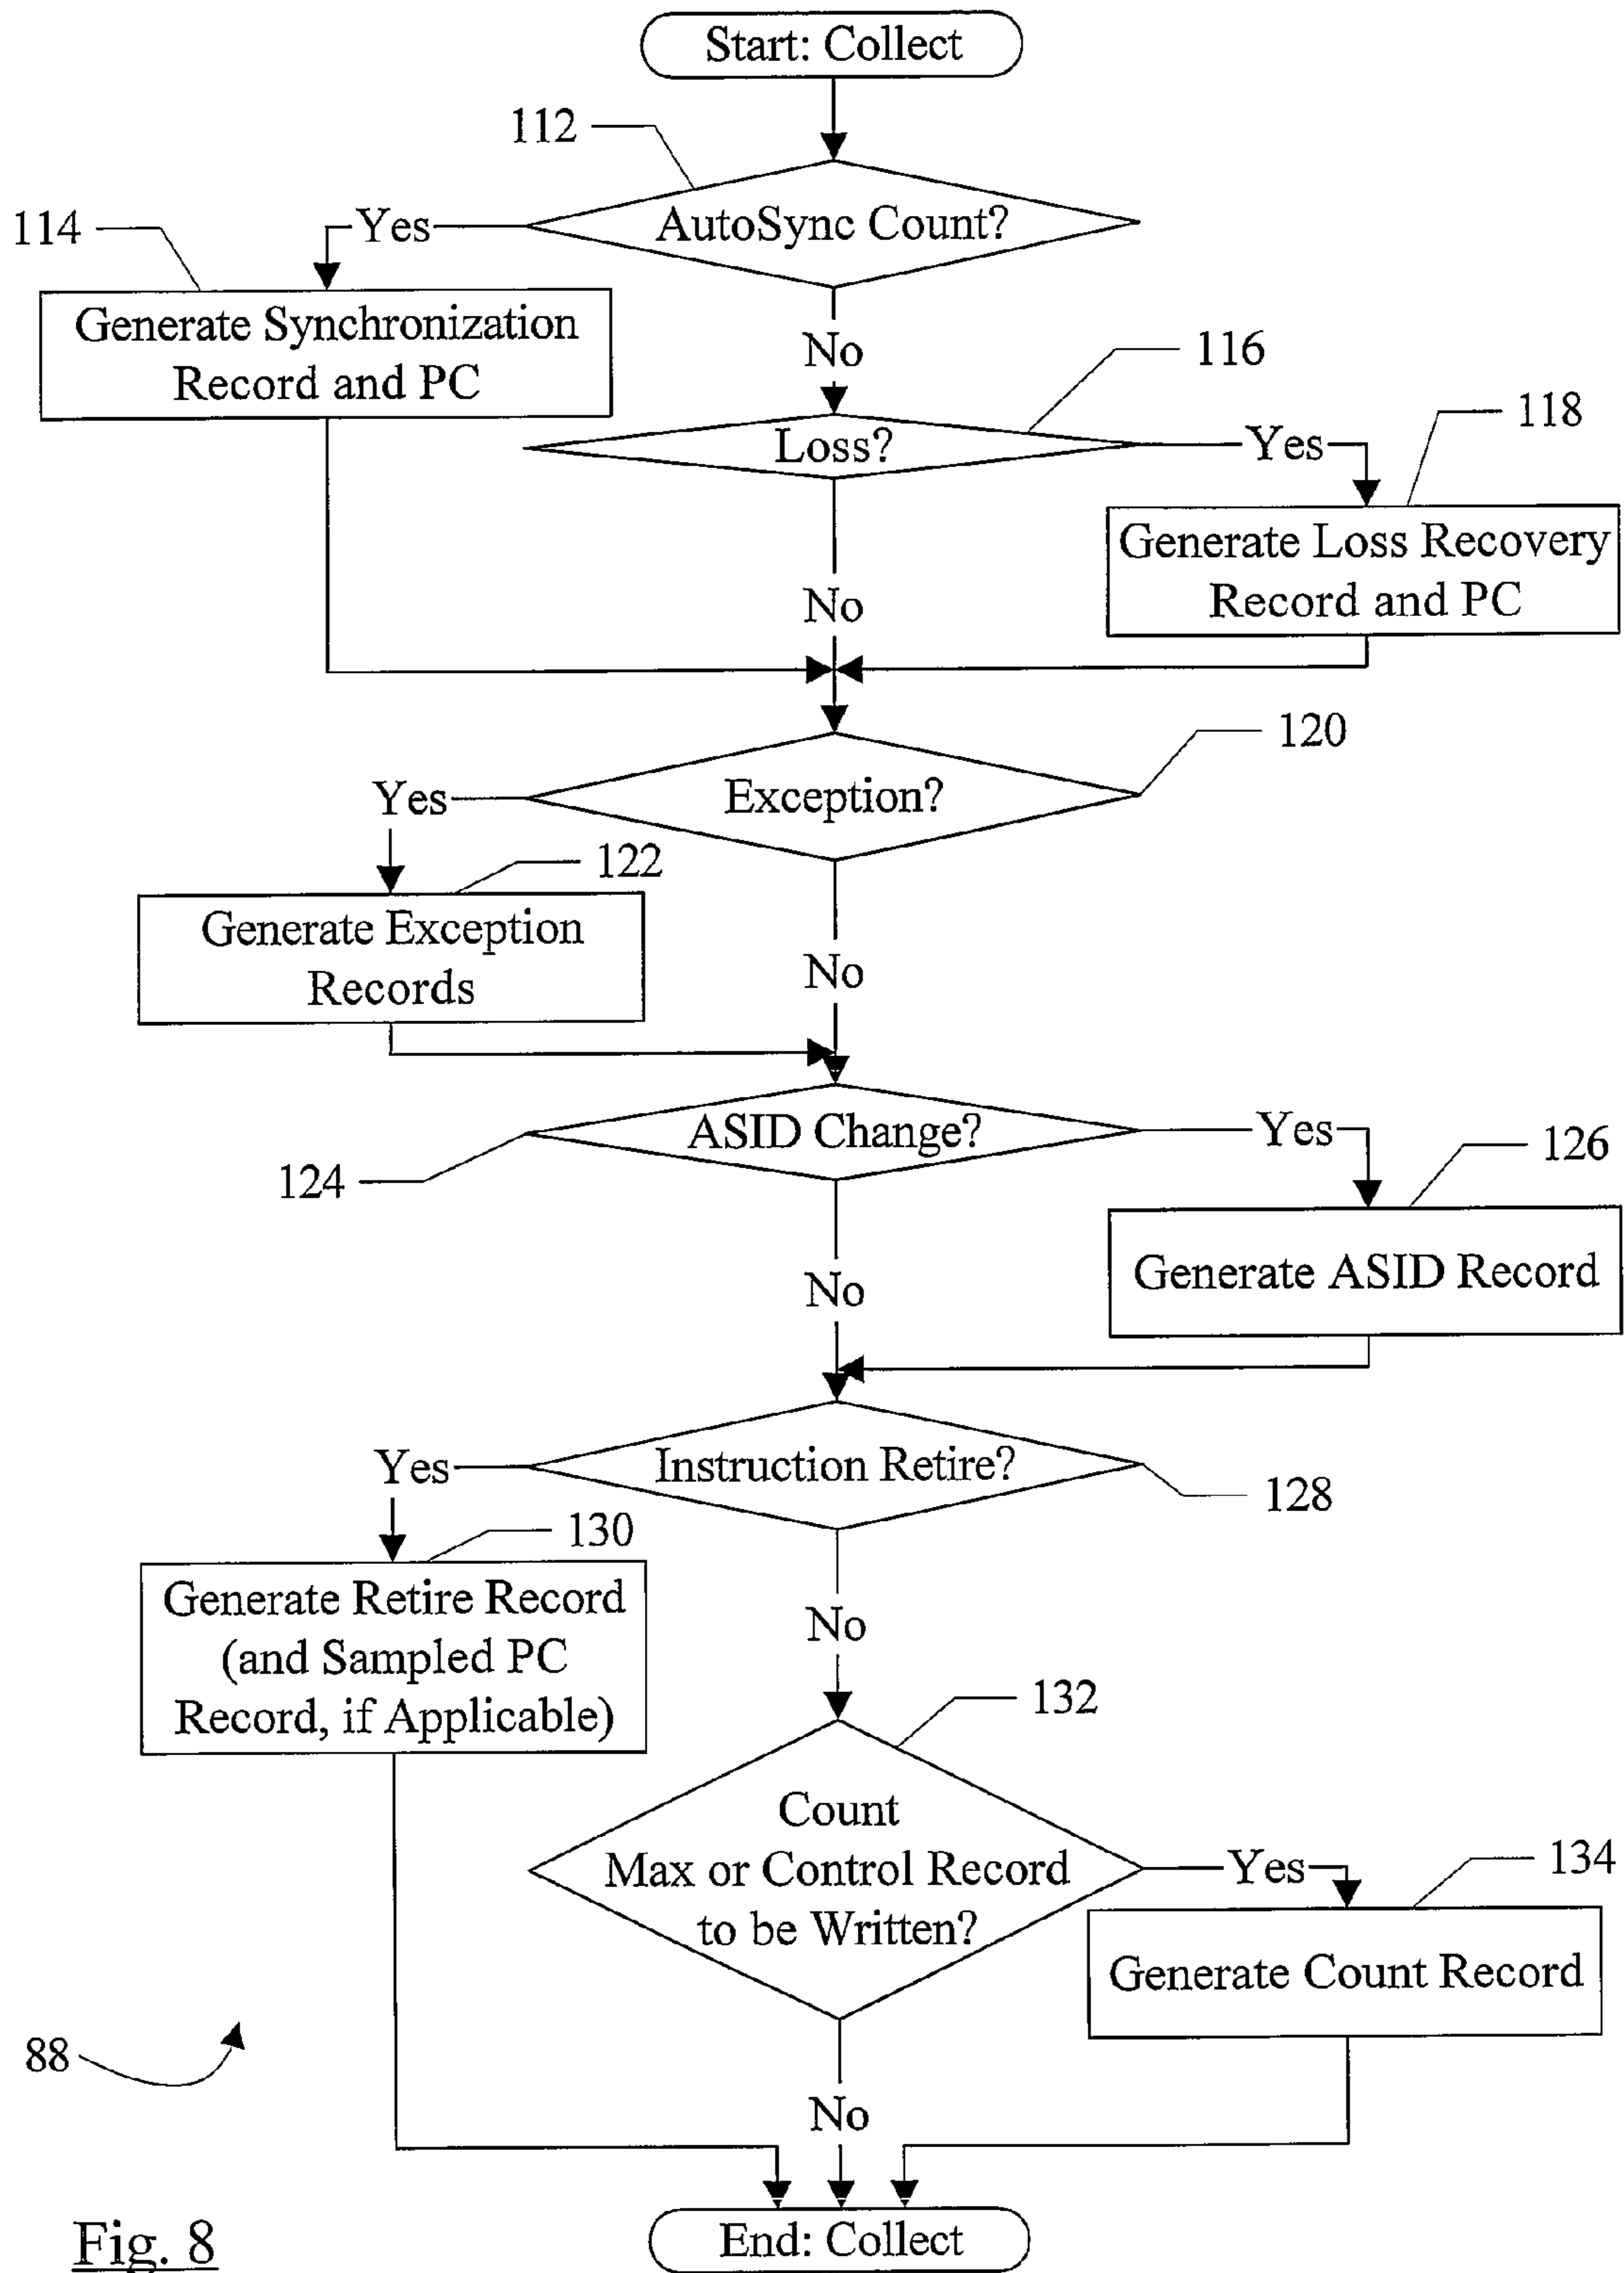 Start: Collect
112
AutoSync Count?
Yes
114
Generate Synchronization
Record and PC
No
116
Loss?
Yes
118
Generate Loss Recovery
Record and PC
No
120
Exception?
Yes
122
Generate Exception
Records
No
ASID Change?
Yes
124
126
Generate ASID Record
No
Instruction Retire?
Yes
128
130
Generate Retire Record
(and Sampled PC
Record, if Applicable)
No
132
Count
Max or Control Record
to be Written?
Yes
134
Generate Count Record
88
No
End: Collect
Fig. 8